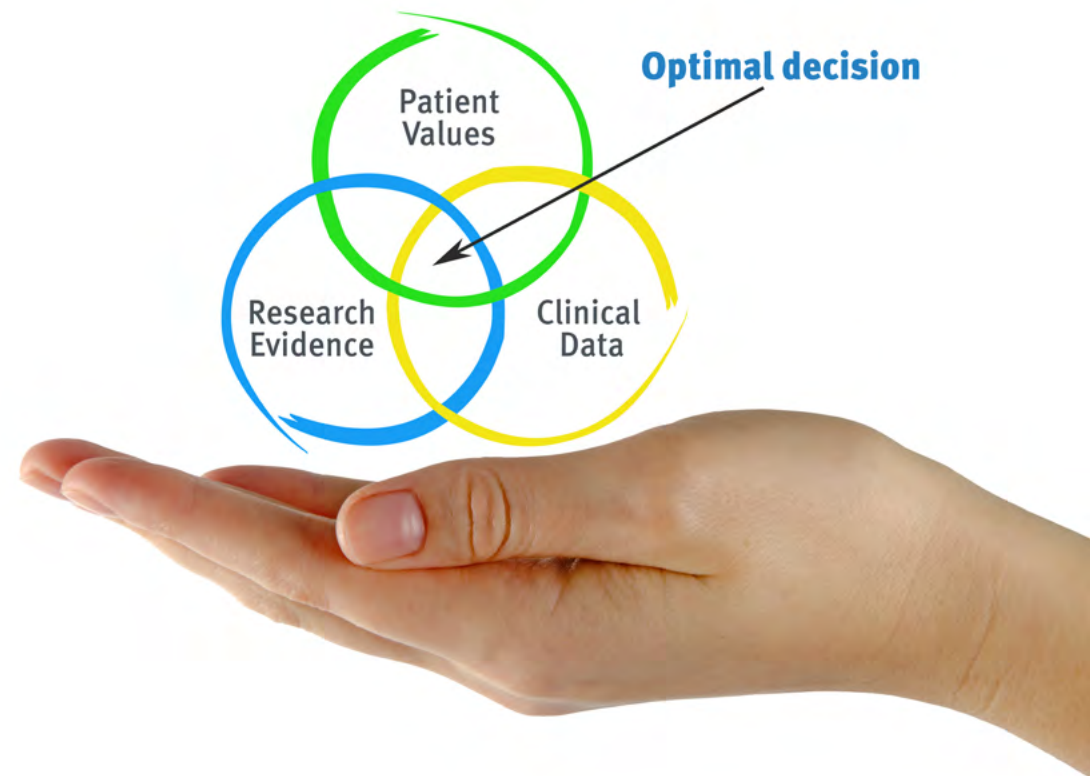 Optimal decision
Patient
Values
Research
Evidence
Clinical
Data